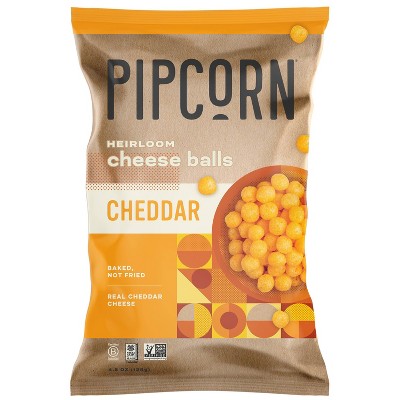 PIPCORN
HEIRLOOM
cheese balls
CHEDDAR
BAKED,
NOT FRIED
REAL CHEDDAR
CHEESE